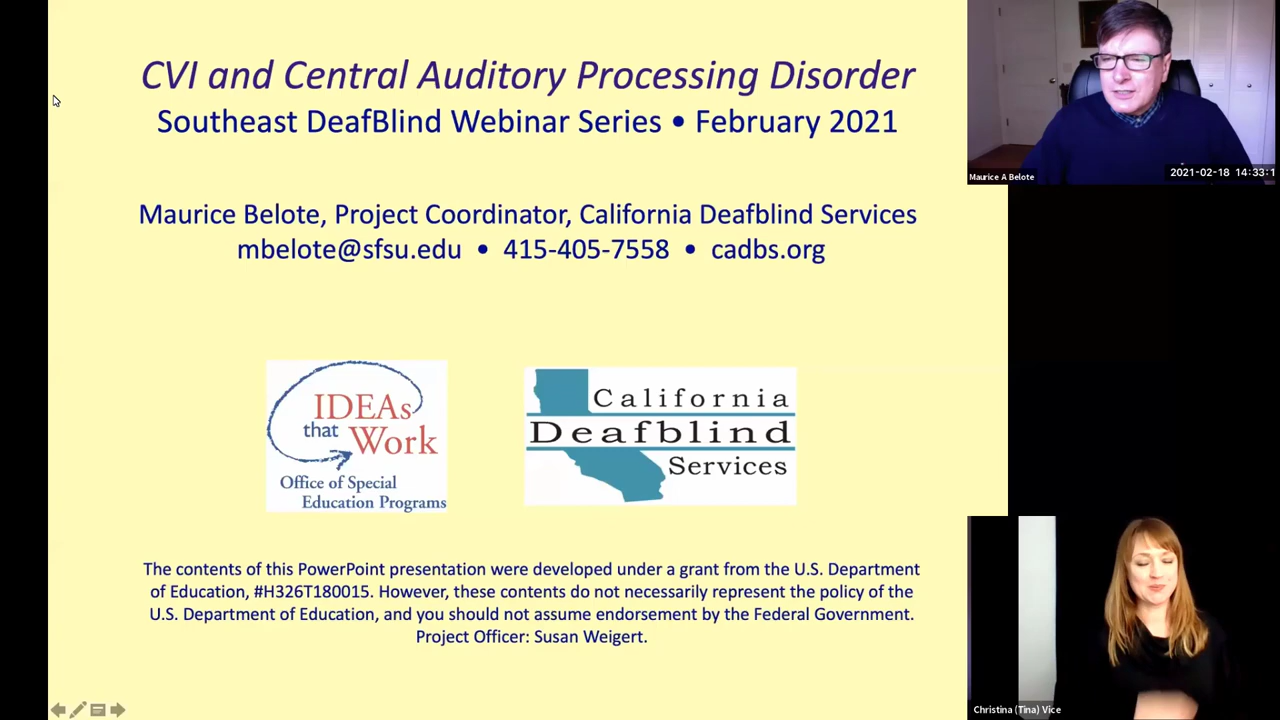 CVI and Central Auditory Processing Disorder
Southeast DeafBlind Webinar Series • February 2021
Maurice Belote, Project Coordinator, California Deafblind Services
mbelote@sfsu.edu • 415-405-7558 • cadbs.org
IDEAs
that Work
Office of Special
Education Programs
California
Deafblind
Services
The contents of this PowerPoint presentation were developed under a grant from the U.S. Department
of Education, #H326T180015. However, these contents do not necessarily represent the policy of the
U.S. Department of Education, and you should not assume endorsement by the Federal Government.
Project Officer: Susan Weigert.
Maurice A Belote
2021-02-18 14:33:1
Christina (Tina) Vice